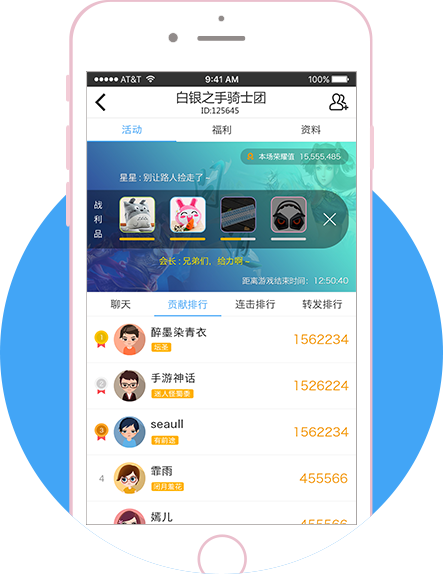 AT&T 9:41 AM 100%
白银之手骑士团
ID:125645
活动 福利 资料
本场荣耀值 15,555,485
星星 : 别让路人捡走了
战利品
会长 : 兄弟们，给力啊 ~
距离游戏结束时间： 12:50:40
聊天 贡献排行 连击排行 转发排行
1 醉墨染青衣 1562234
坛圣
2 手游神话 1526224
迷人怪蜀黍
3 seaull 1562234
有前途
4 霏雨 455566
闭月羞花
嫣儿 455566